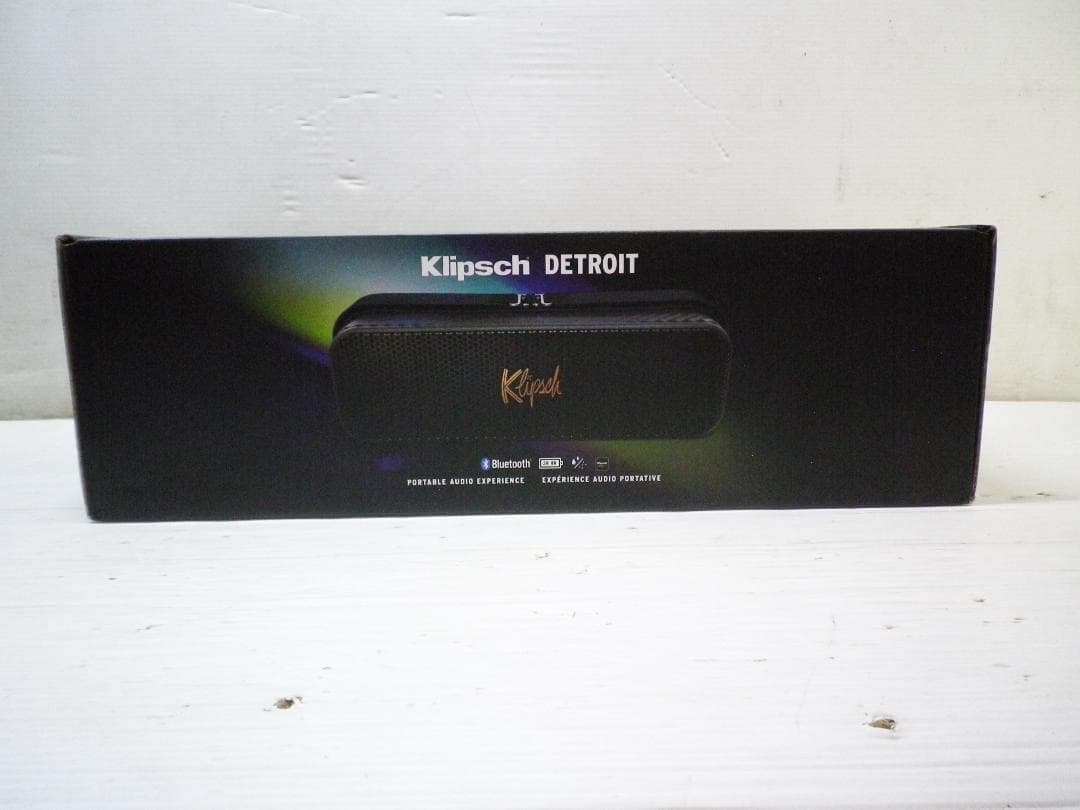 Klipsch DETROIT
Klipsch
Bluetooth
PORTABLE AUDIO EXPERIENCE EXPÉRIENCE AUDIO PORTATIVE